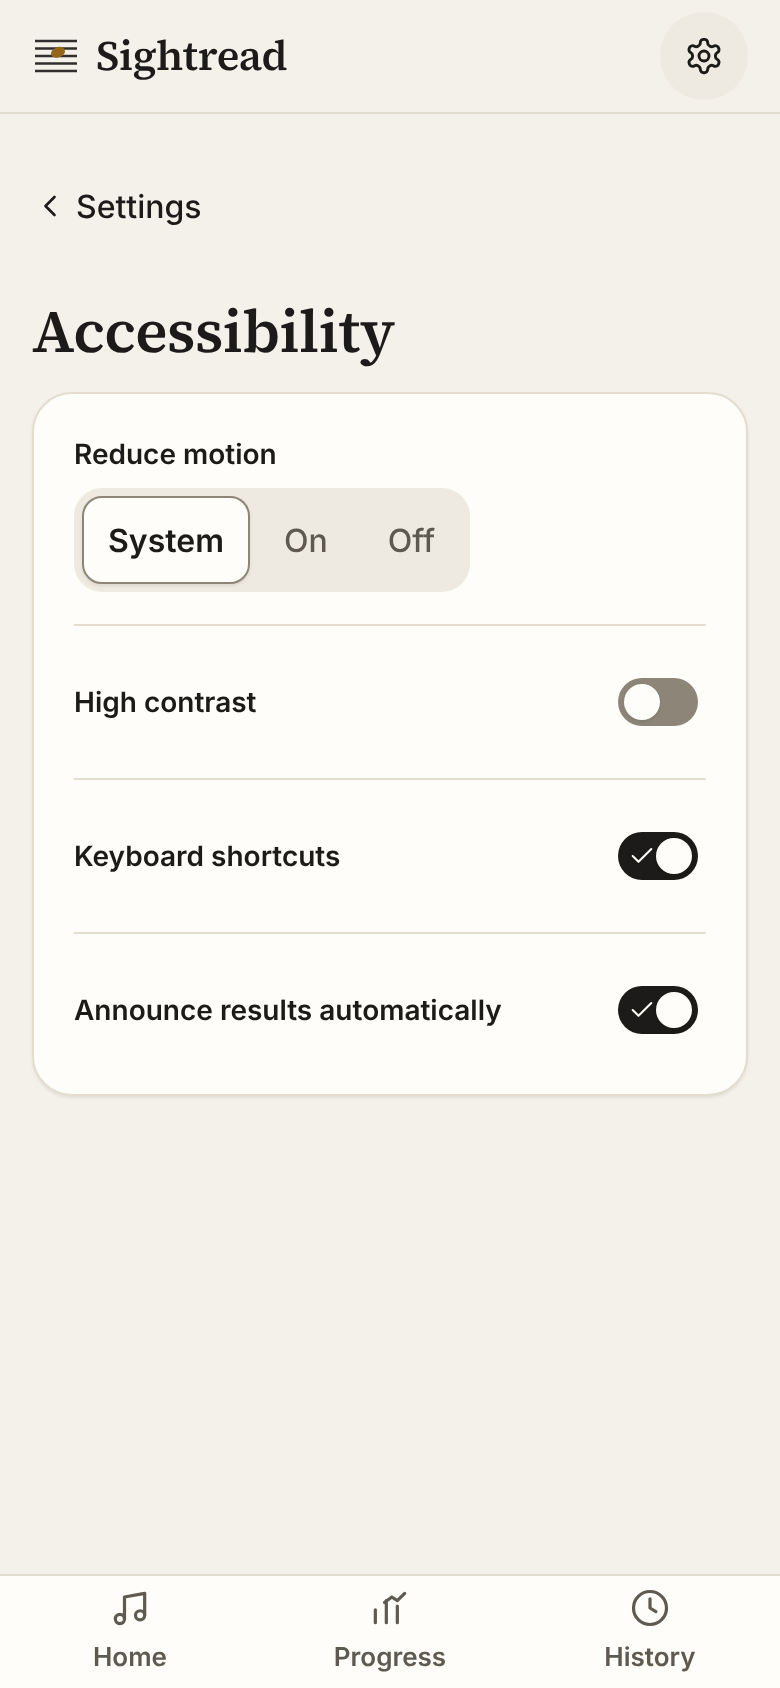 Sightread
Settings
Accessibility
Reduce motion
System On Off
High contrast
Keyboard shortcuts
Announce results automatically
Home Progress History